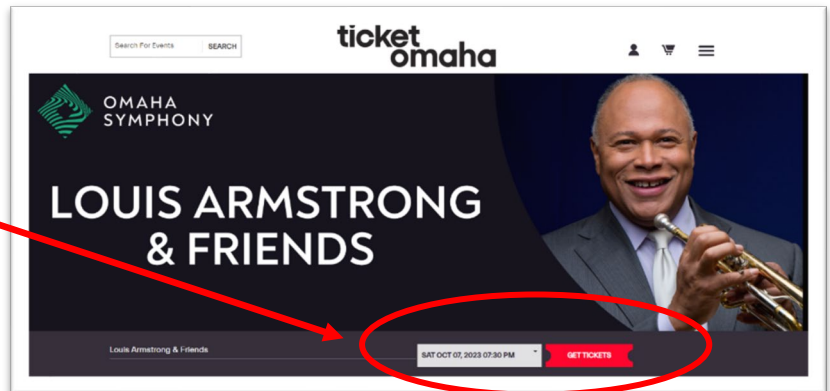 Search For Events SEARCH
ticket
omaha
OMAHA
SYMPHONY
LOUIS ARMSTRONG
& FRIENDS
Louis Armstrong & Friends
SAT OCT 07, 2023 07:30 PM
GET TICKETS